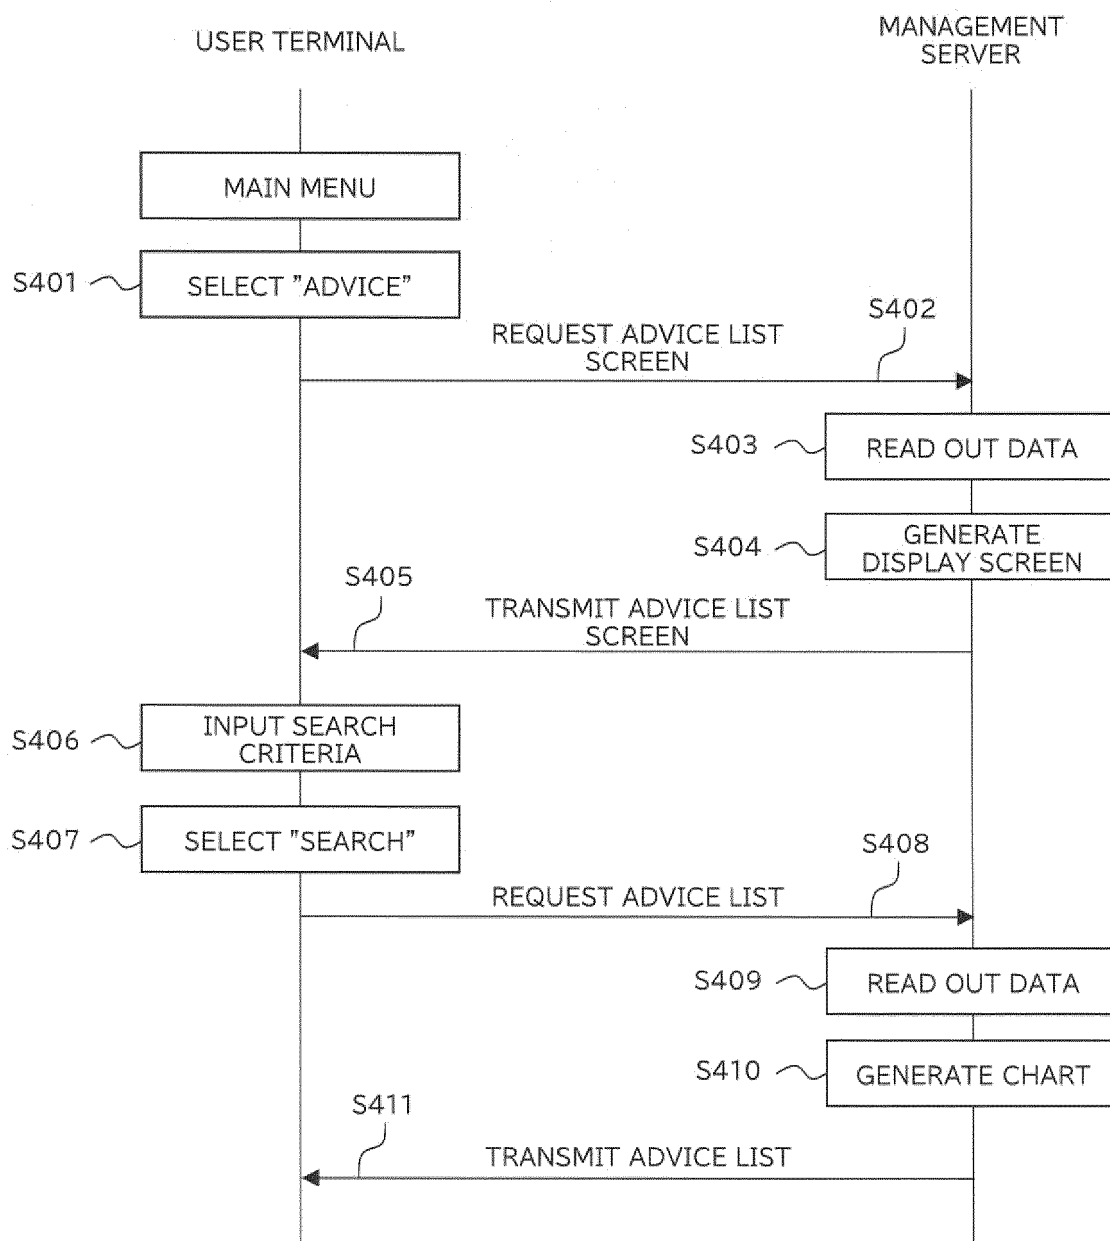 USER TERMINAL
MANAGEMENT
SERVER
MAIN MENU
S401
SELECT "ADVICE"
S402
REQUEST ADVICE LIST
SCREEN
S403
READ OUT DATA
S404
GENERATE
DISPLAY SCREEN
S405
TRANSMIT ADVICE LIST
SCREEN
S406
INPUT SEARCH
CRITERIA
S407
SELECT "SEARCH"
S408
REQUEST ADVICE LIST
S409
READ OUT DATA
S410
GENERATE CHART
S411
TRANSMIT ADVICE LIST